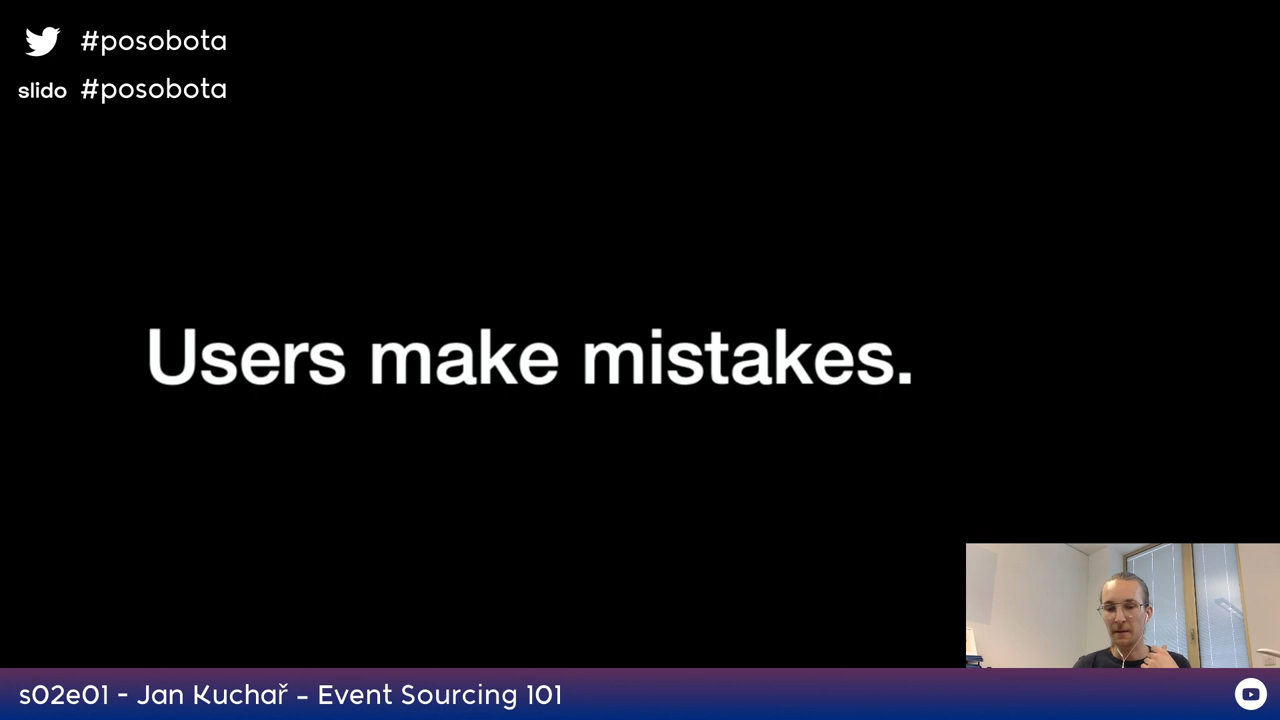 #posobota
slido #posobota
Users make mistakes.
s02e01 - Jan Kuchař - Event Sourcing 101